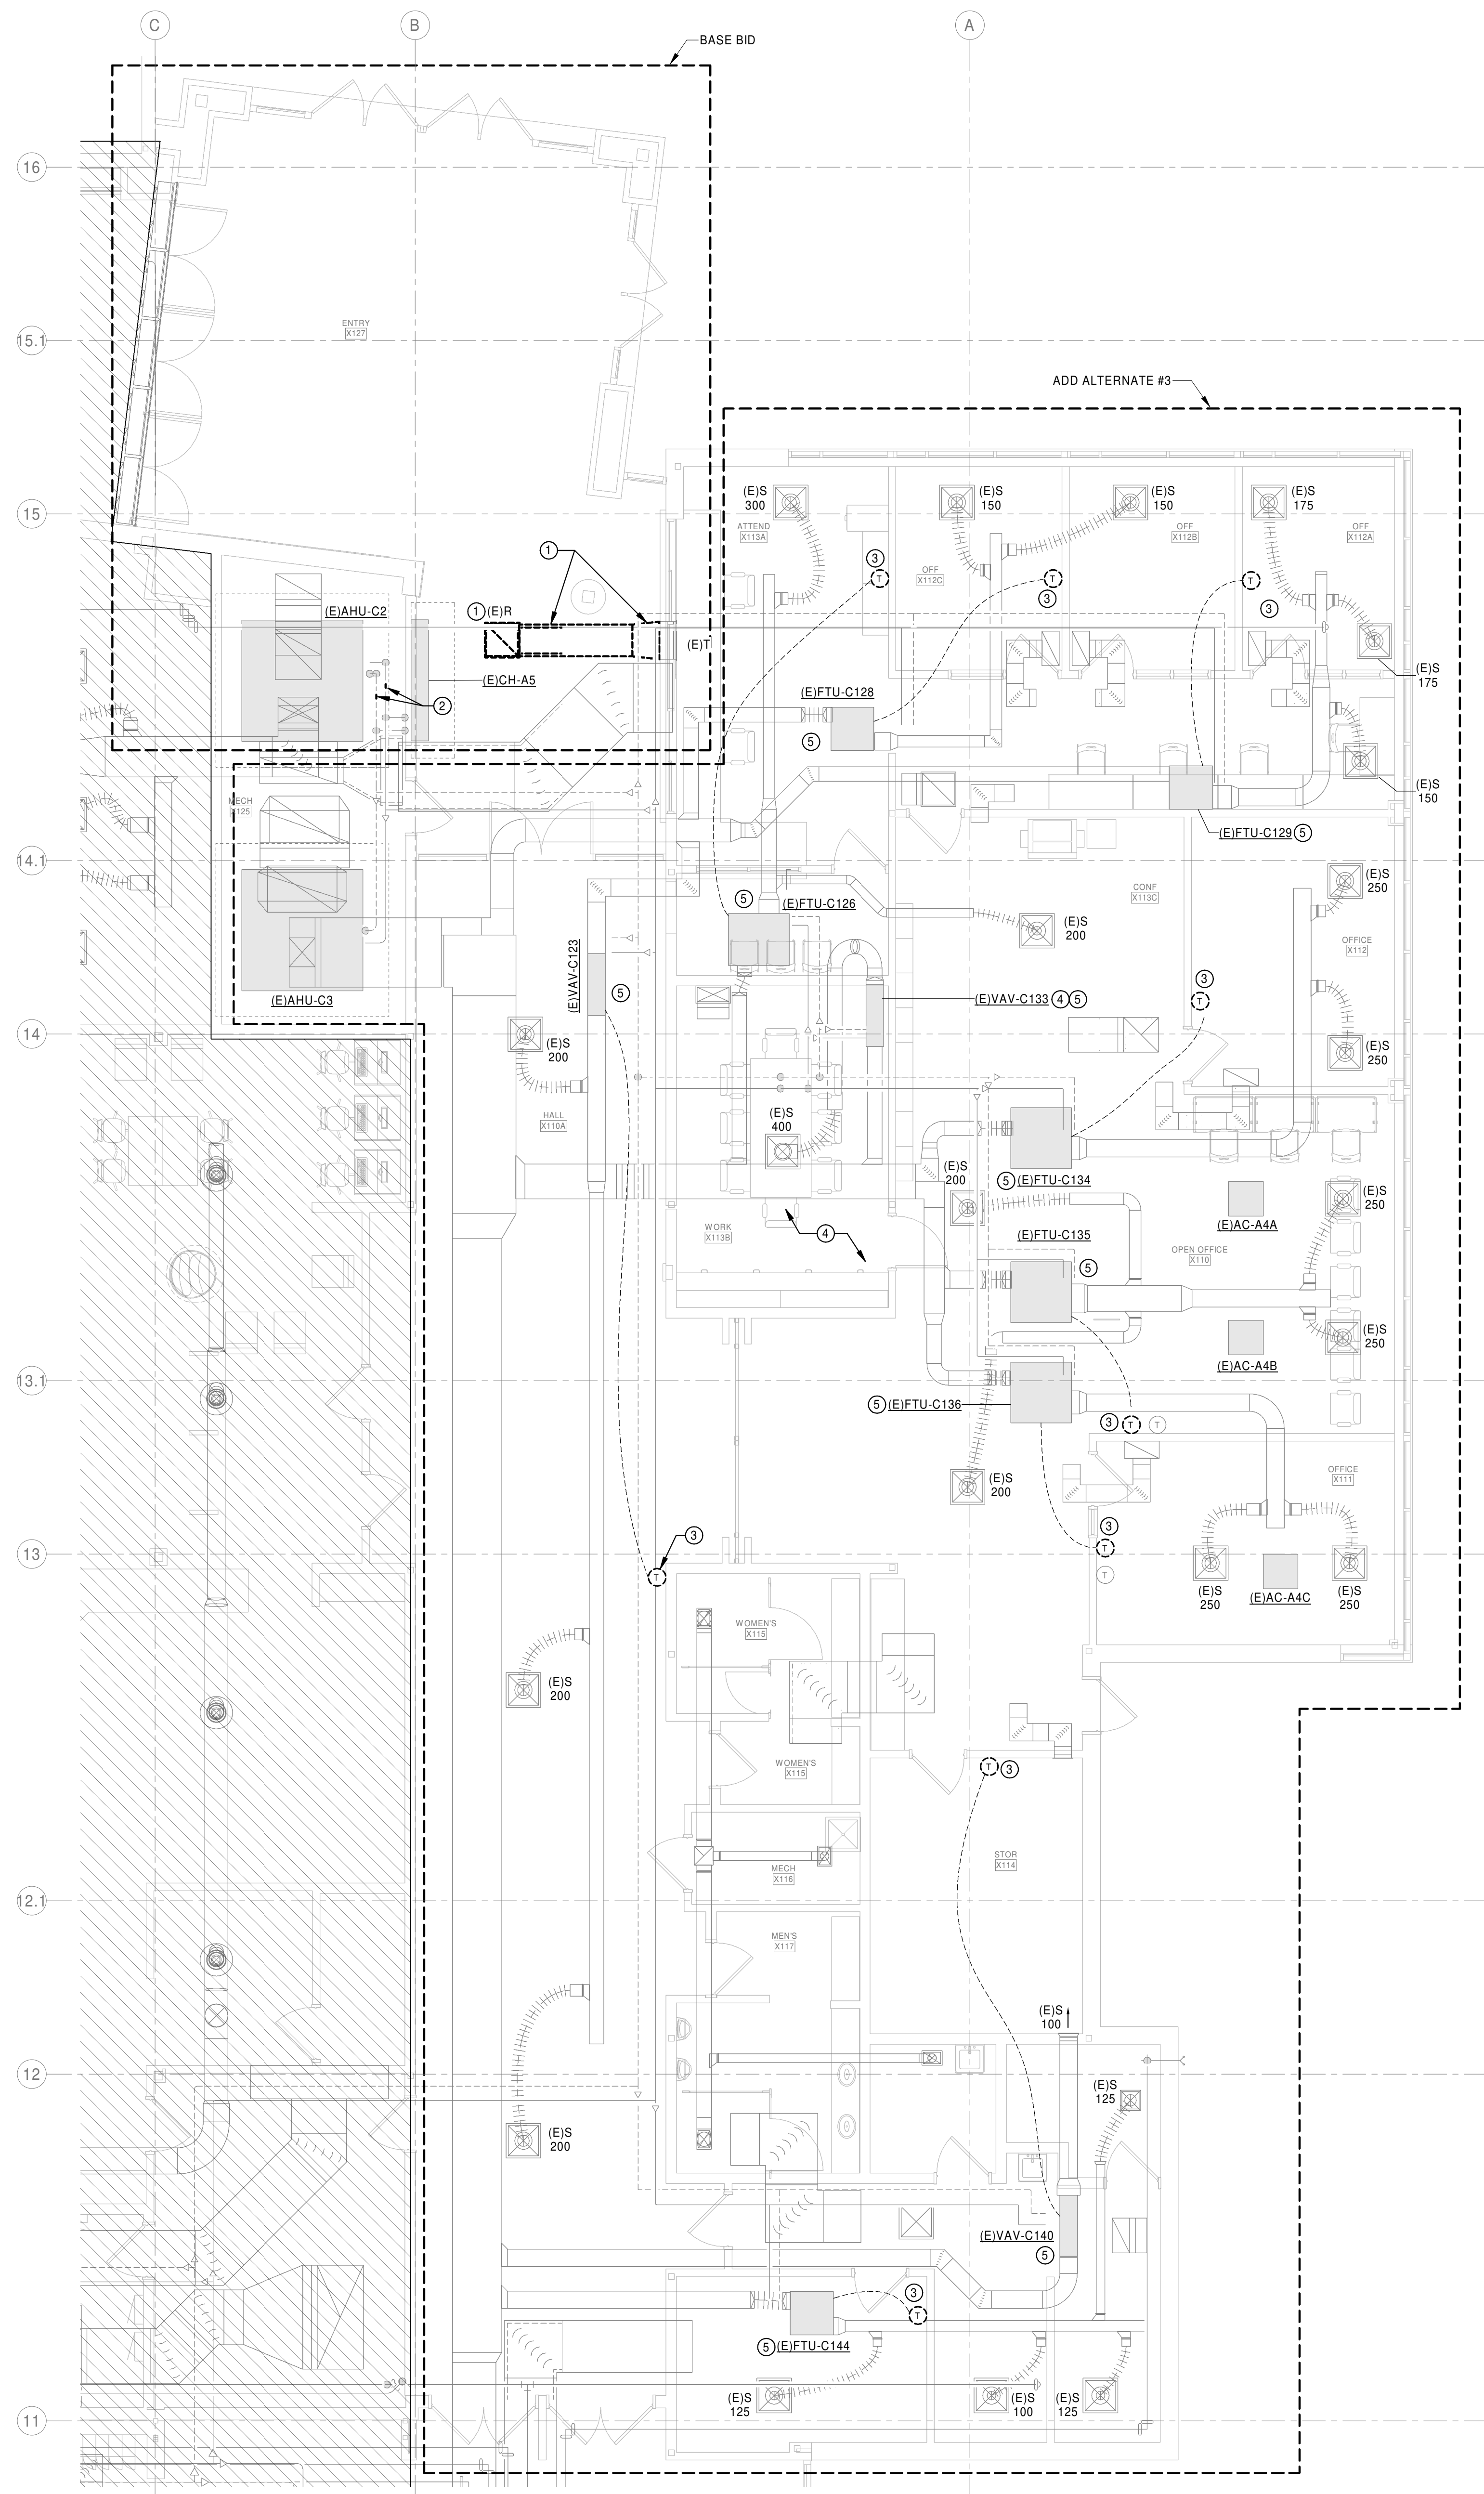 C
B
A
BASE BID
16
ENTRY
X127
15.1
ADD ALTERNATE #3
15
(E)S
300
ATTEND
X113A
(E)S
150
(E)S
150
OFF
X112B
(E)S
175
OFF
X112A
1
3
OFF
X112C
T
T
3
T
3
(E)AHU-C2
1
(E)R
(E)T
(E)CH-A5
2
(E)FTU-C128
5
(E)S
175
(E)S
150
MECH
X125
(E)FTU-C129
5
14.1
(E)S
250
CONF
X113C
5
(E)FTU-C126
(E)S
200
OFFICE
X112
(E)AHU-C3
(E)VAV-C123
5
(E)VAV-C133
4
5
3
T
14
(E)S
200
(E)S
250
HALL
X110A
(E)S
400
(E)S
200
5
(E)FTU-C134
(E)S
250
(E)AC-A4A
WORK
X113B
4
(E)FTU-C135
5
OPEN OFFICE
X110
(E)S
250
(E)AC-A4B
13.1
5
(E)FTU-C136
3
T
T
(E)S
200
OFFICE
X111
3
T
T
13
3
T
(E)S
250
(E)AC-A4C
(E)S
250
WOMEN'S
X115
(E)S
200
WOMEN'S
X115
T
3
MECH
X116
STOR
X114
12.1
MEN'S
X117
(E)S
100
12
(E)S
125
(E)S
200
(E)VAV-C140
5
3
T
5
(E)FTU-C144
(E)S
125
(E)S
100
(E)S
125
11